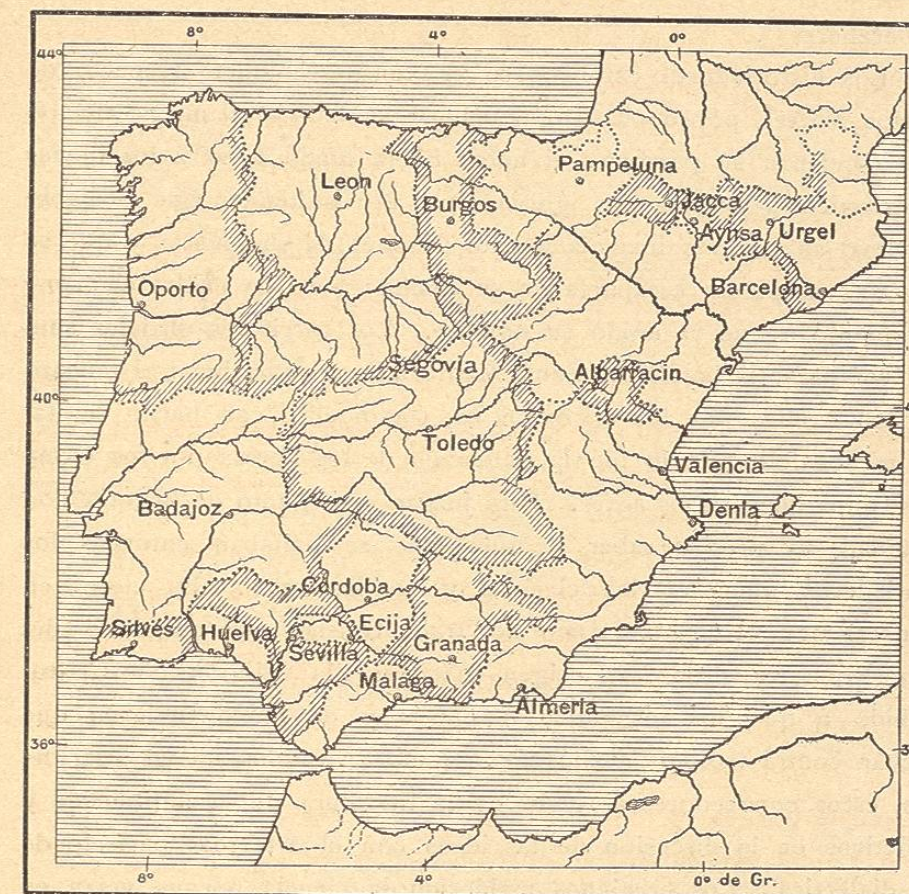 8° 4° 0°
44°
Pampeluna
Leon
Jacca
Burgos
Aynsa Urgel
Oporto
Barcelona
Segovia
Albarracin
40°
Toledo
Valencia
Badajoz
Denia
Córdoba
Silves Huelva Ecija
Sevilla Granada
Malaga
Almeria
36°
8° 4° 0° de Gr.